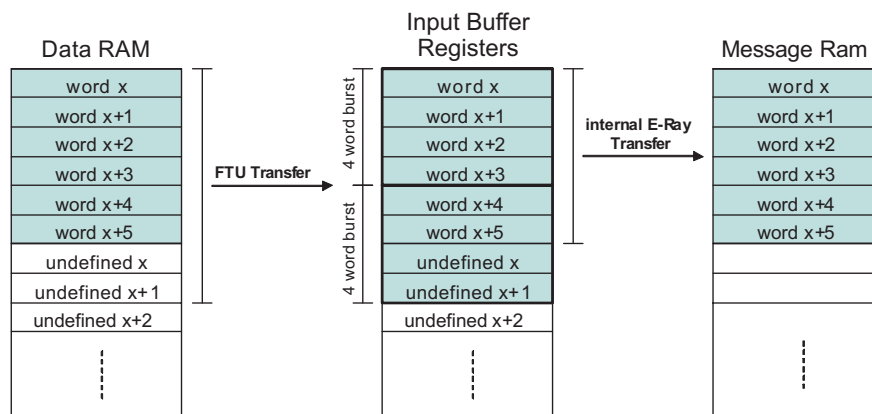 Data RAM
word x
word x+1
word x+2
word x+3
word x+4
word x+5
undefined x
undefined x+1
undefined x+2
FTU Transfer
Input Buffer
Registers
4 word burst
4 word burst
word x
word x+1
word x+2
word x+3
word x+4
word x+5
undefined x
undefined x+1
undefined x+2
internal E-Ray
Transfer
Message Ram
word x
word x+1
word x+2
word x+3
word x+4
word x+5